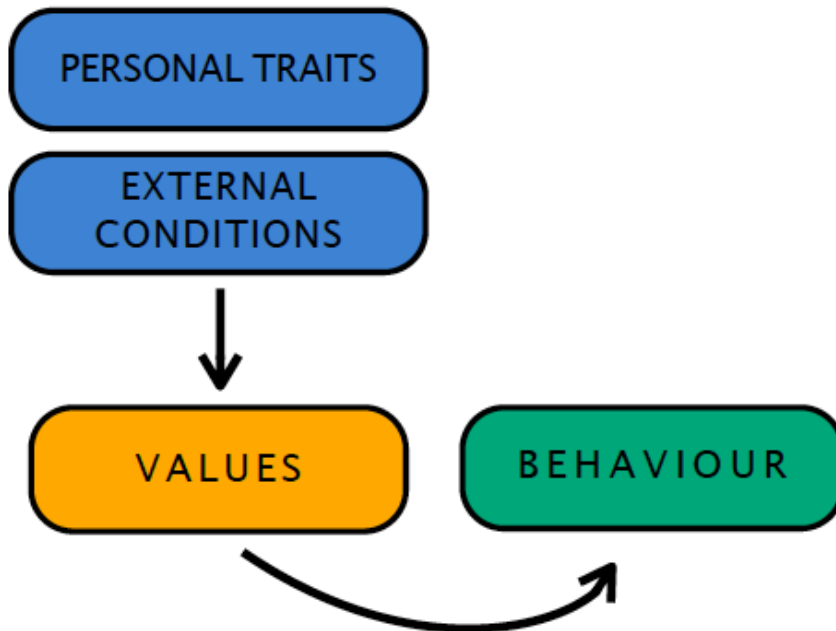 PERSONAL TRAITS
EXTERNAL
CONDITIONS
VALUES
BEHAVIOUR